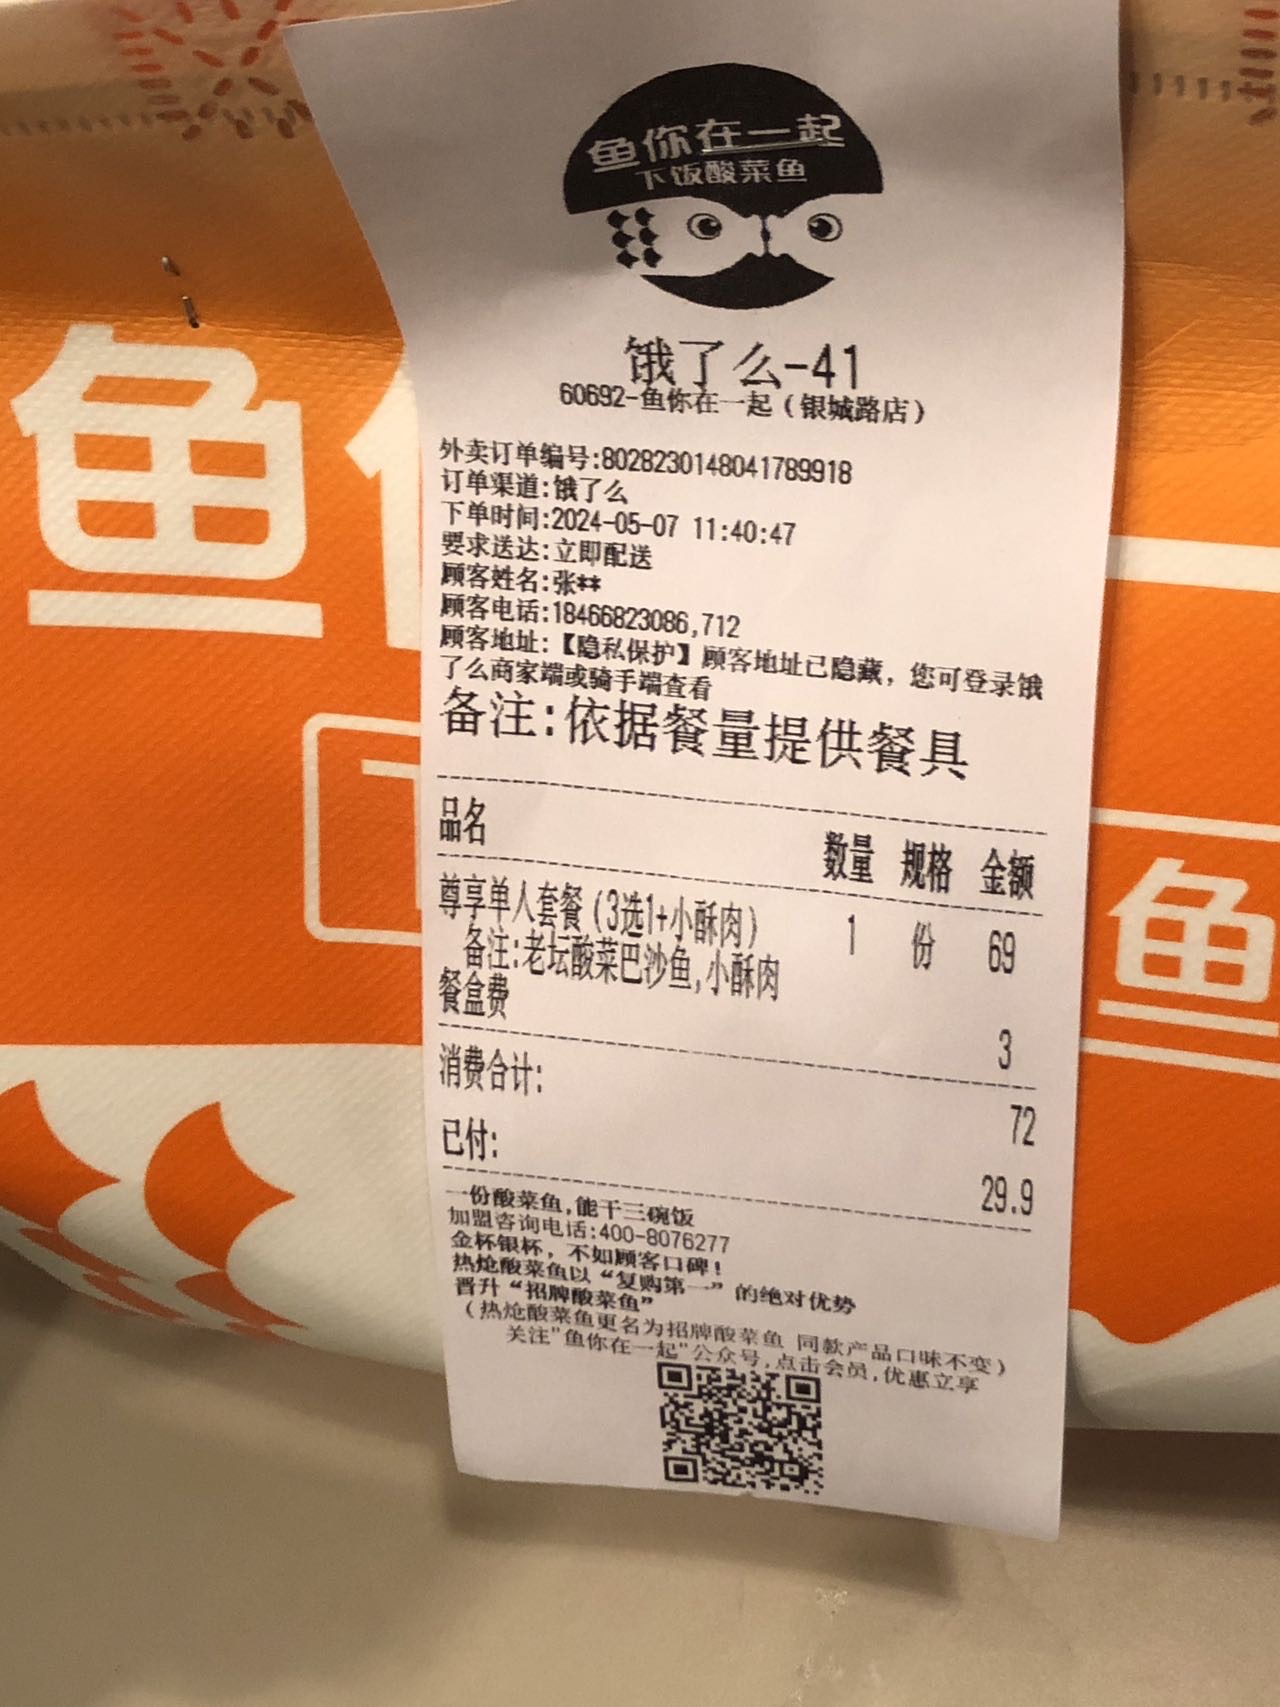 鱼你在一起
下饭酸菜鱼
饿了么-41
60692-鱼你在一起（银城路店）
外卖订单编号:8028230148041789918
订单渠道:饿了么
下单时间:2024-05-07 11:40:47
要求送达:立即配送
顾客姓名:张**
顾客电话:18466823086,712
顾客地址:【隐私保护】顾客地址已隐藏，您可登录饿
了么商家端或骑手端查看
备注:依据餐量提供餐具
品名 数量 规格 金额
尊享单人套餐（3选1+小酥肉） 1 份 69
备注:老坛酸菜巴沙鱼,小酥肉
餐盒费 3
消费合计: 72
已付: 29.9
一份酸菜鱼,能干三碗饭
加盟咨询电话:400-8076277
金杯银杯，不如顾客口碑！
热炝酸菜鱼以“复购第一”的绝对优势
晋升“招牌酸菜鱼”
（热炝酸菜鱼更名为招牌酸菜鱼 同款产品口味不变）
关注"鱼你在一起"公众号,点击会员,优惠立享
鱼
鱼